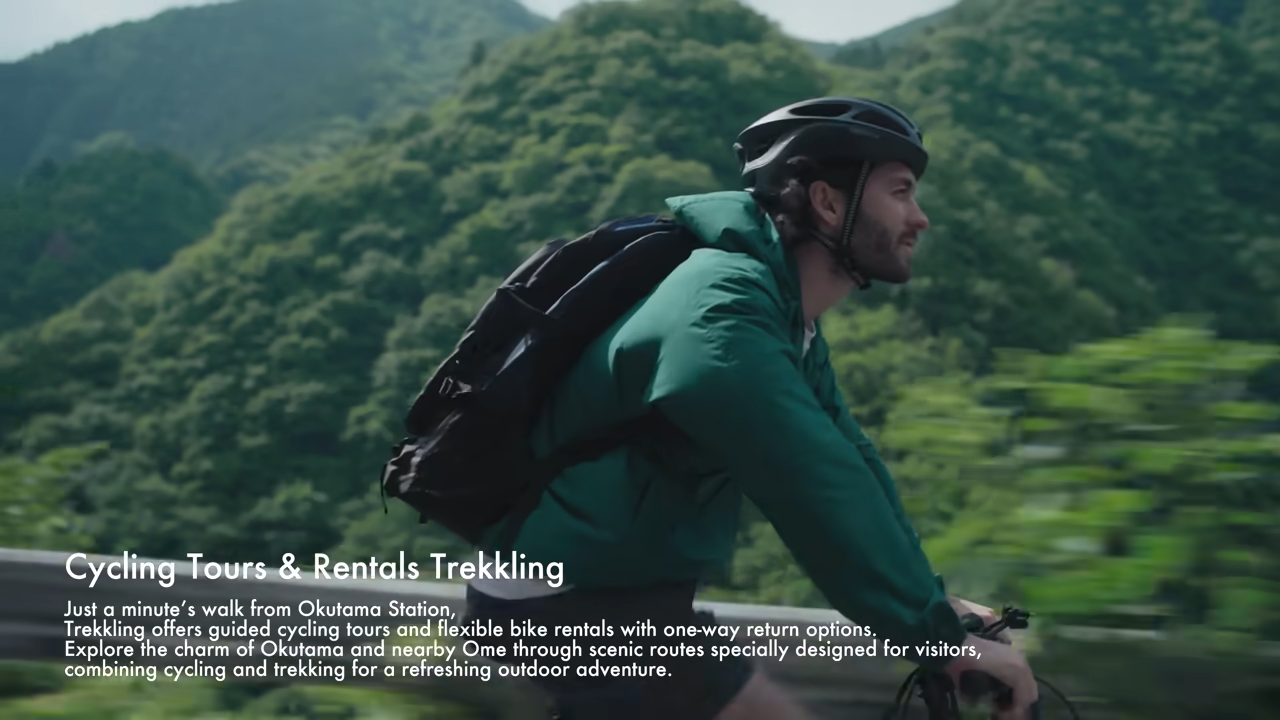 Cycling Tours & Rentals Trekkling
Just a minute’s walk from Okutama Station,
Trekkling offers guided cycling tours and flexible bike rentals with one-way return options.
Explore the charm of Okutama and nearby Ome through scenic routes specially designed for visitors,
combining cycling and trekking for a refreshing outdoor adventure.